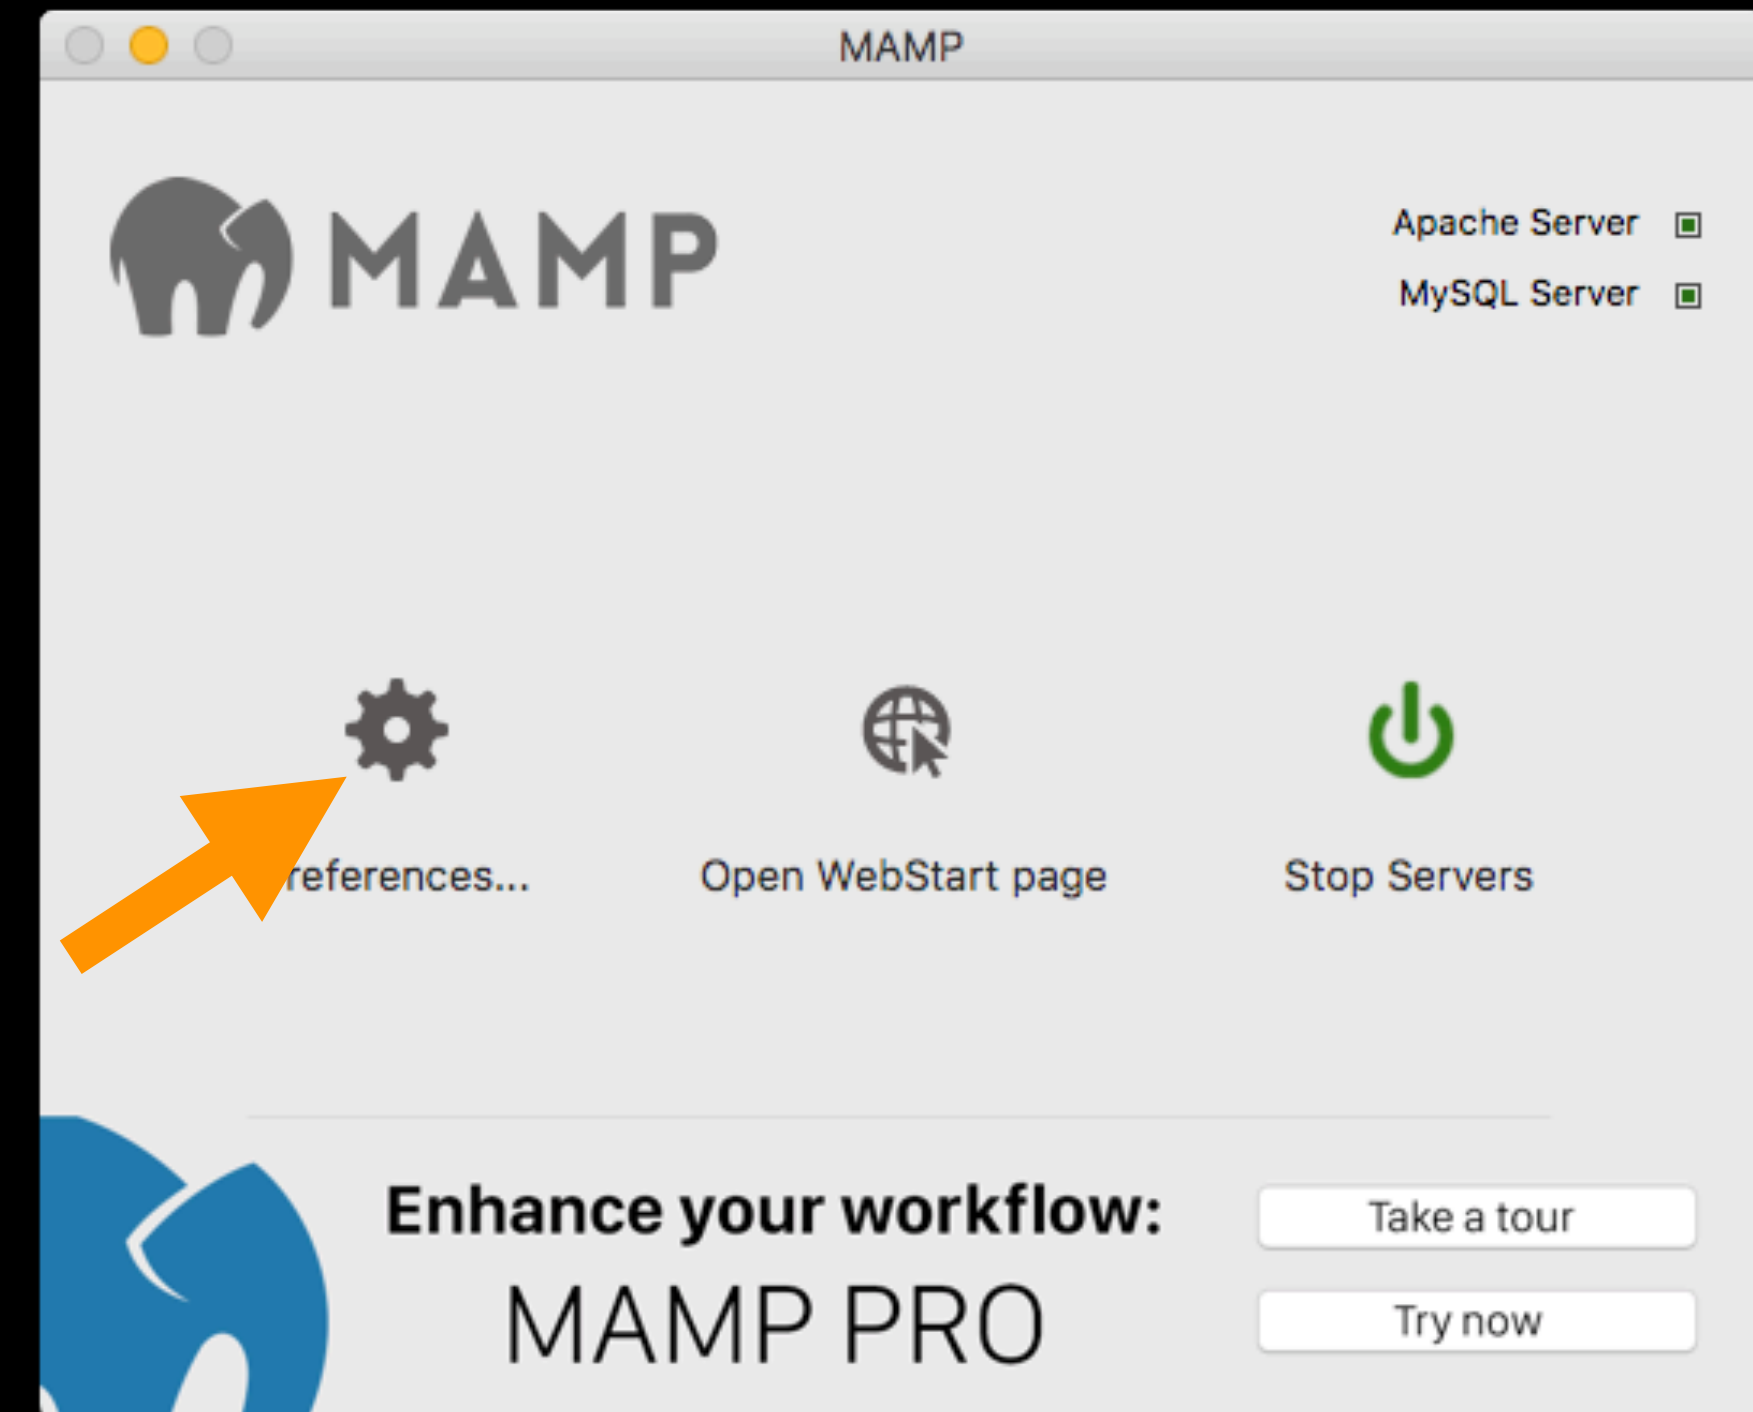 MAMP
MAMP
Apache Server
MySQL Server
references...
Open WebStart page
Stop Servers
Enhance your workflow:
MAMP PRO
Take a tour
Try now